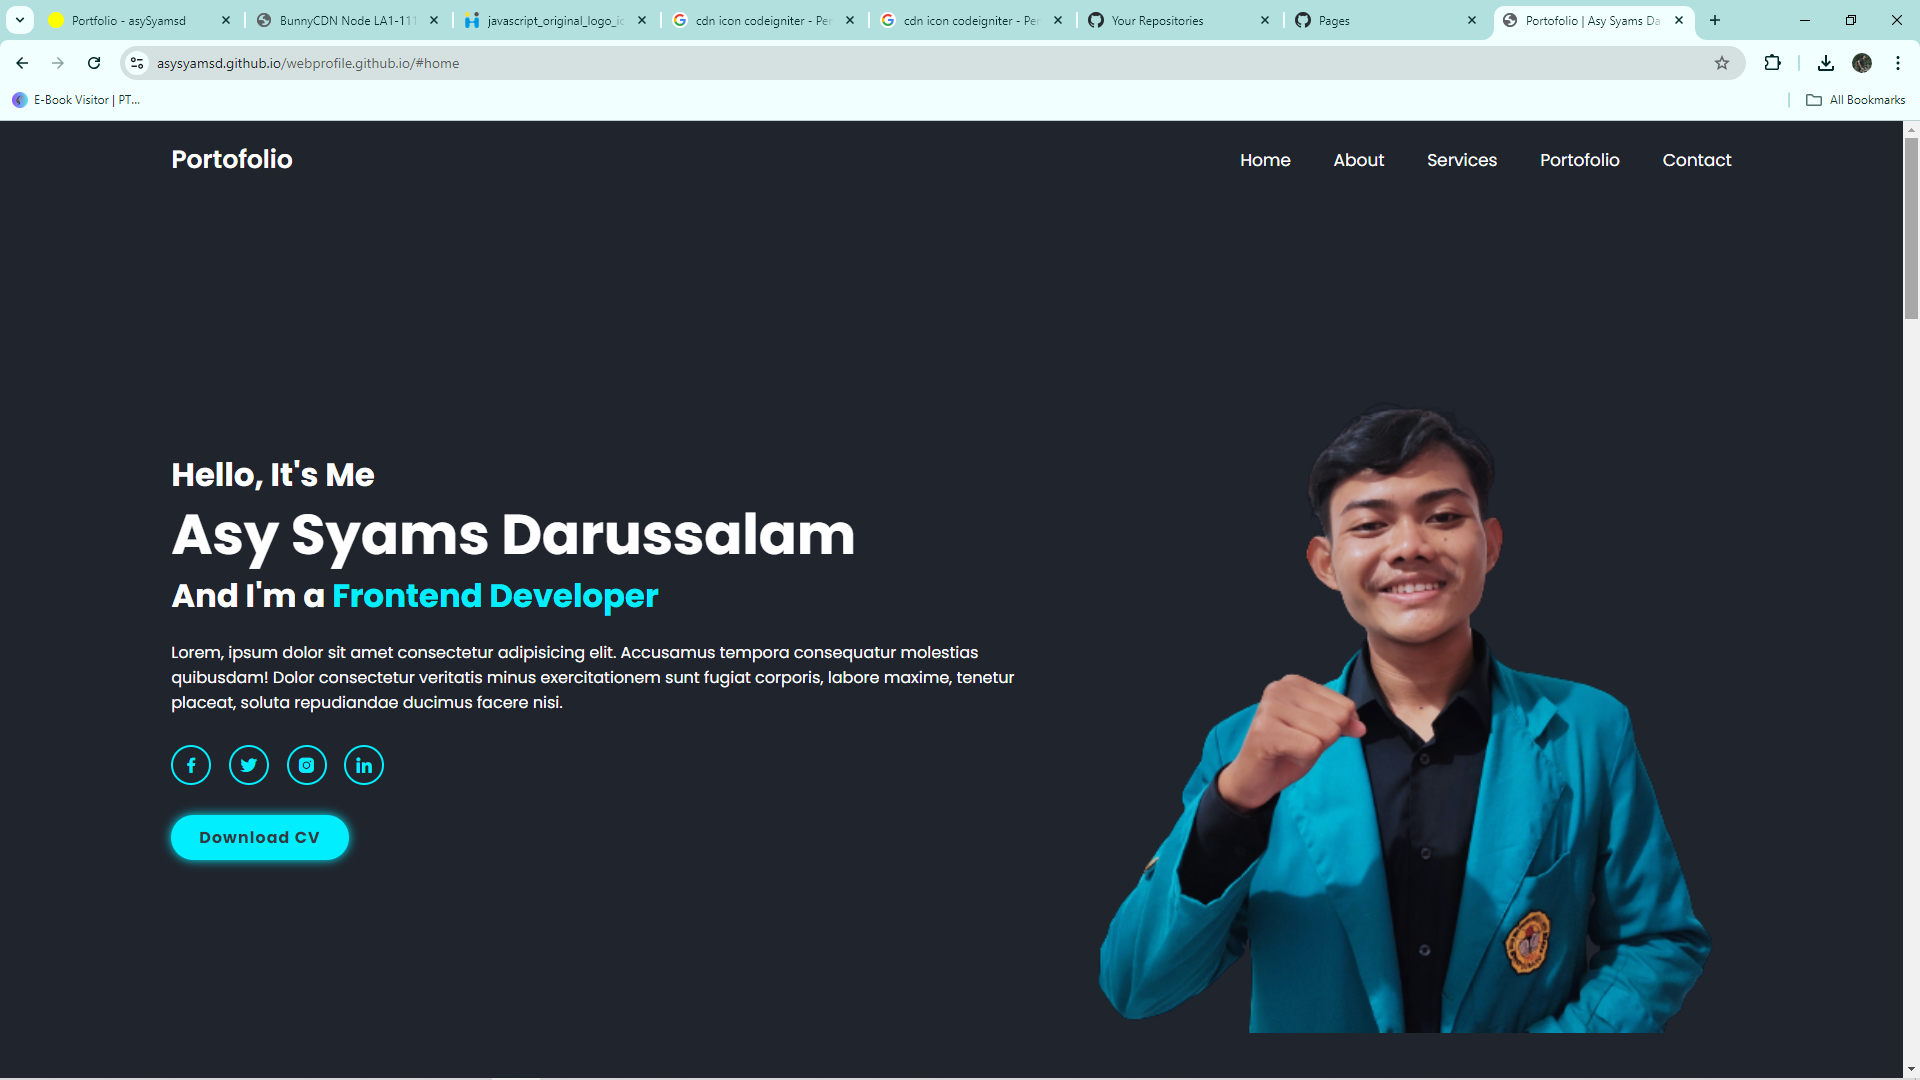 Portfolio - asySyamsd
BunnyCDN Node LA1-111
javascript_original_logo_ic
cdn icon codeigniter - Pen
cdn icon codeigniter - Pen
Your Repositories
Pages
Portofolio | Asy Syams Da
asysyamsd.github.io/webprofile.github.io/#home
E-Book Visitor | PT...
All Bookmarks
Portofolio
Home About Services Portofolio Contact
Hello, It's Me
Asy Syams Darussalam
And I'm a Frontend Developer
Lorem, ipsum dolor sit amet consectetur adipisicing elit. Accusamus tempora consequatur molestias
quibusdam! Dolor consectetur veritatis minus exercitationem sunt fugiat corporis, labore maxime, tenetur
placeat, soluta repudiandae ducimus facere nisi.
Download CV